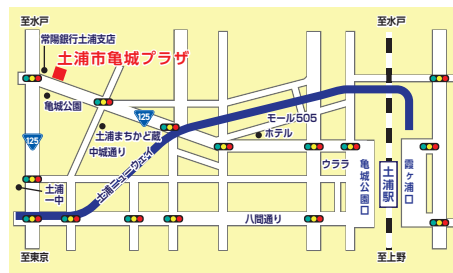 至水戸
至水戸
常陽銀行土浦支店
土浦市亀城プラザ
亀城公園
125
モール505
土浦まちかど蔵
ホテル
125
中城通り
土浦ニューウェイ
ウララ
亀城公園口
土浦駅
霞ヶ浦口
土浦
一中
八間通り
至東京
至上野